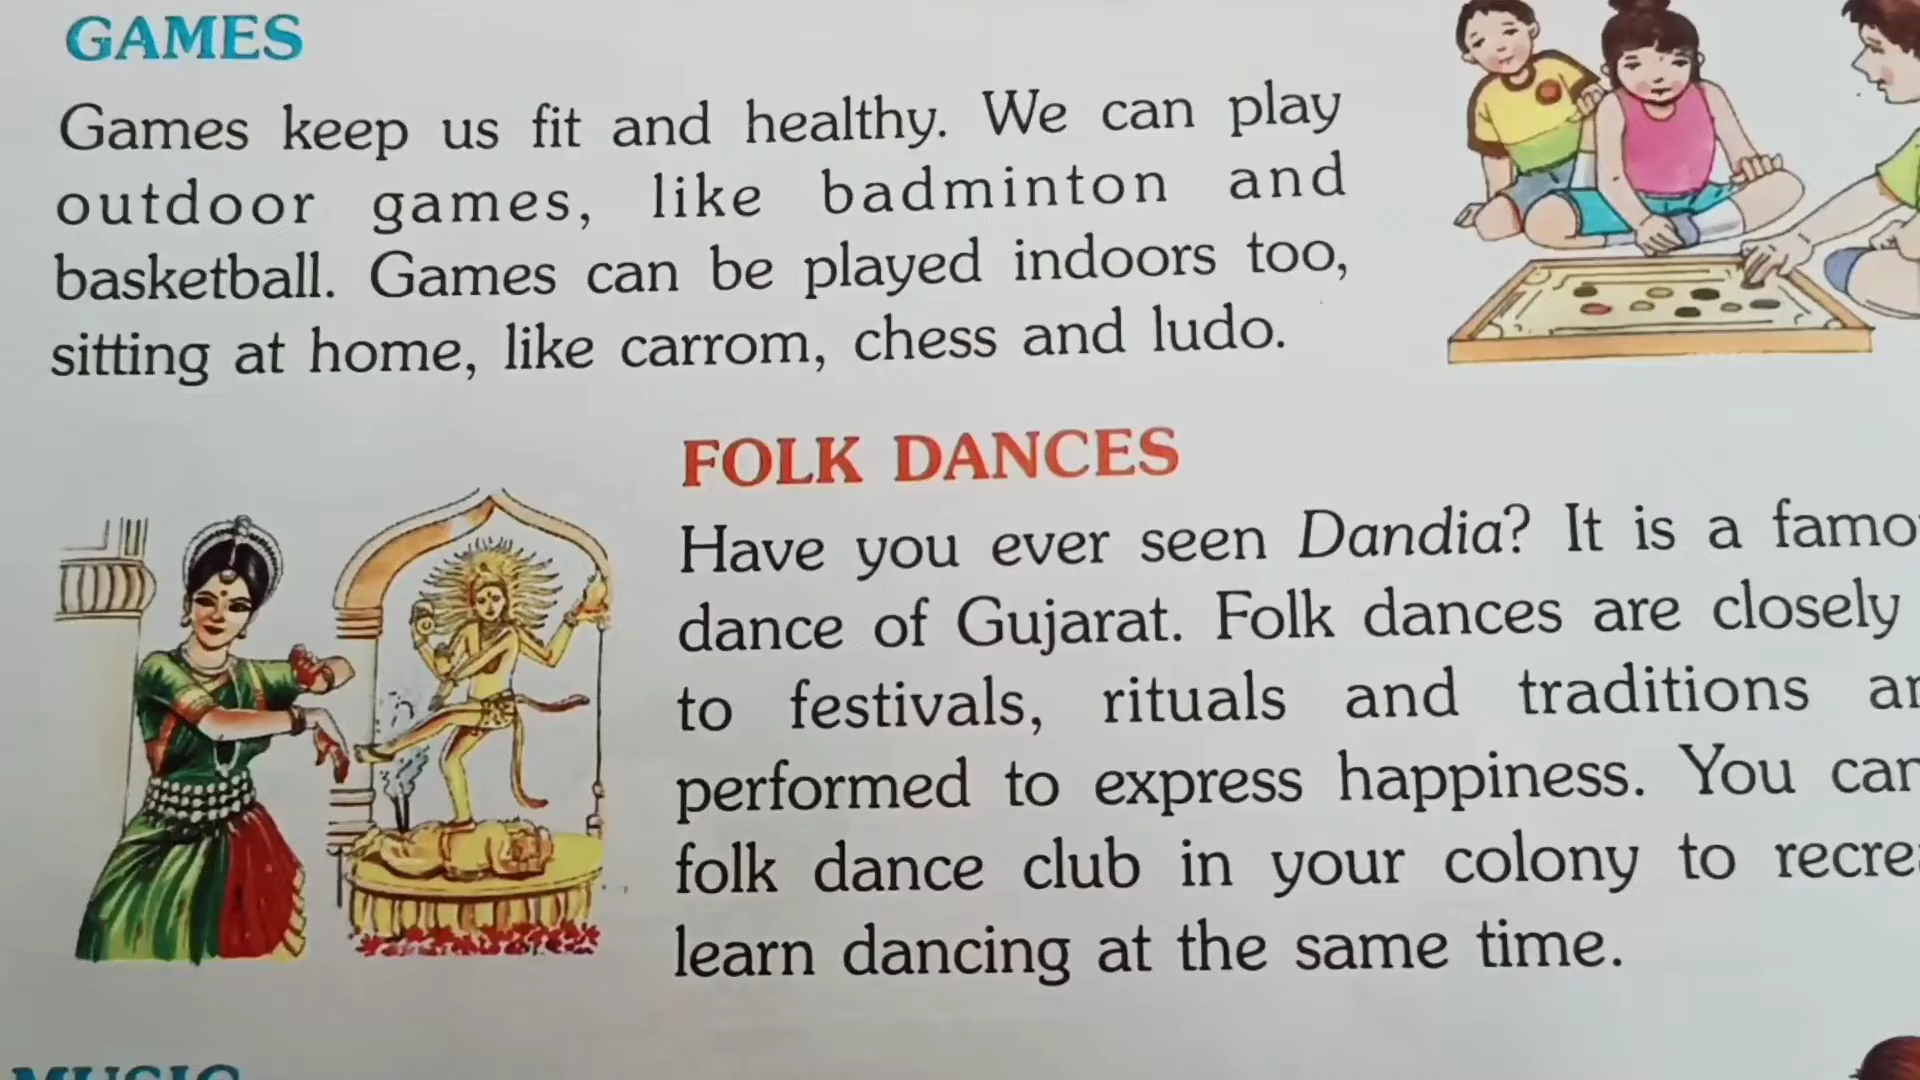 GAMES
Games keep us fit and healthy. We can play
outdoor games, like badminton and
basketball. Games can be played indoors too,
sitting at home, like carrom, chess and ludo.
FOLK DANCES
Have you ever seen Dandia? It is a
dance of Gujarat. Folk dances are closely
to festivals, rituals and traditions
performed to express happiness. You
folk dance club in your colony to
learn dancing at the same time.
MUSIC